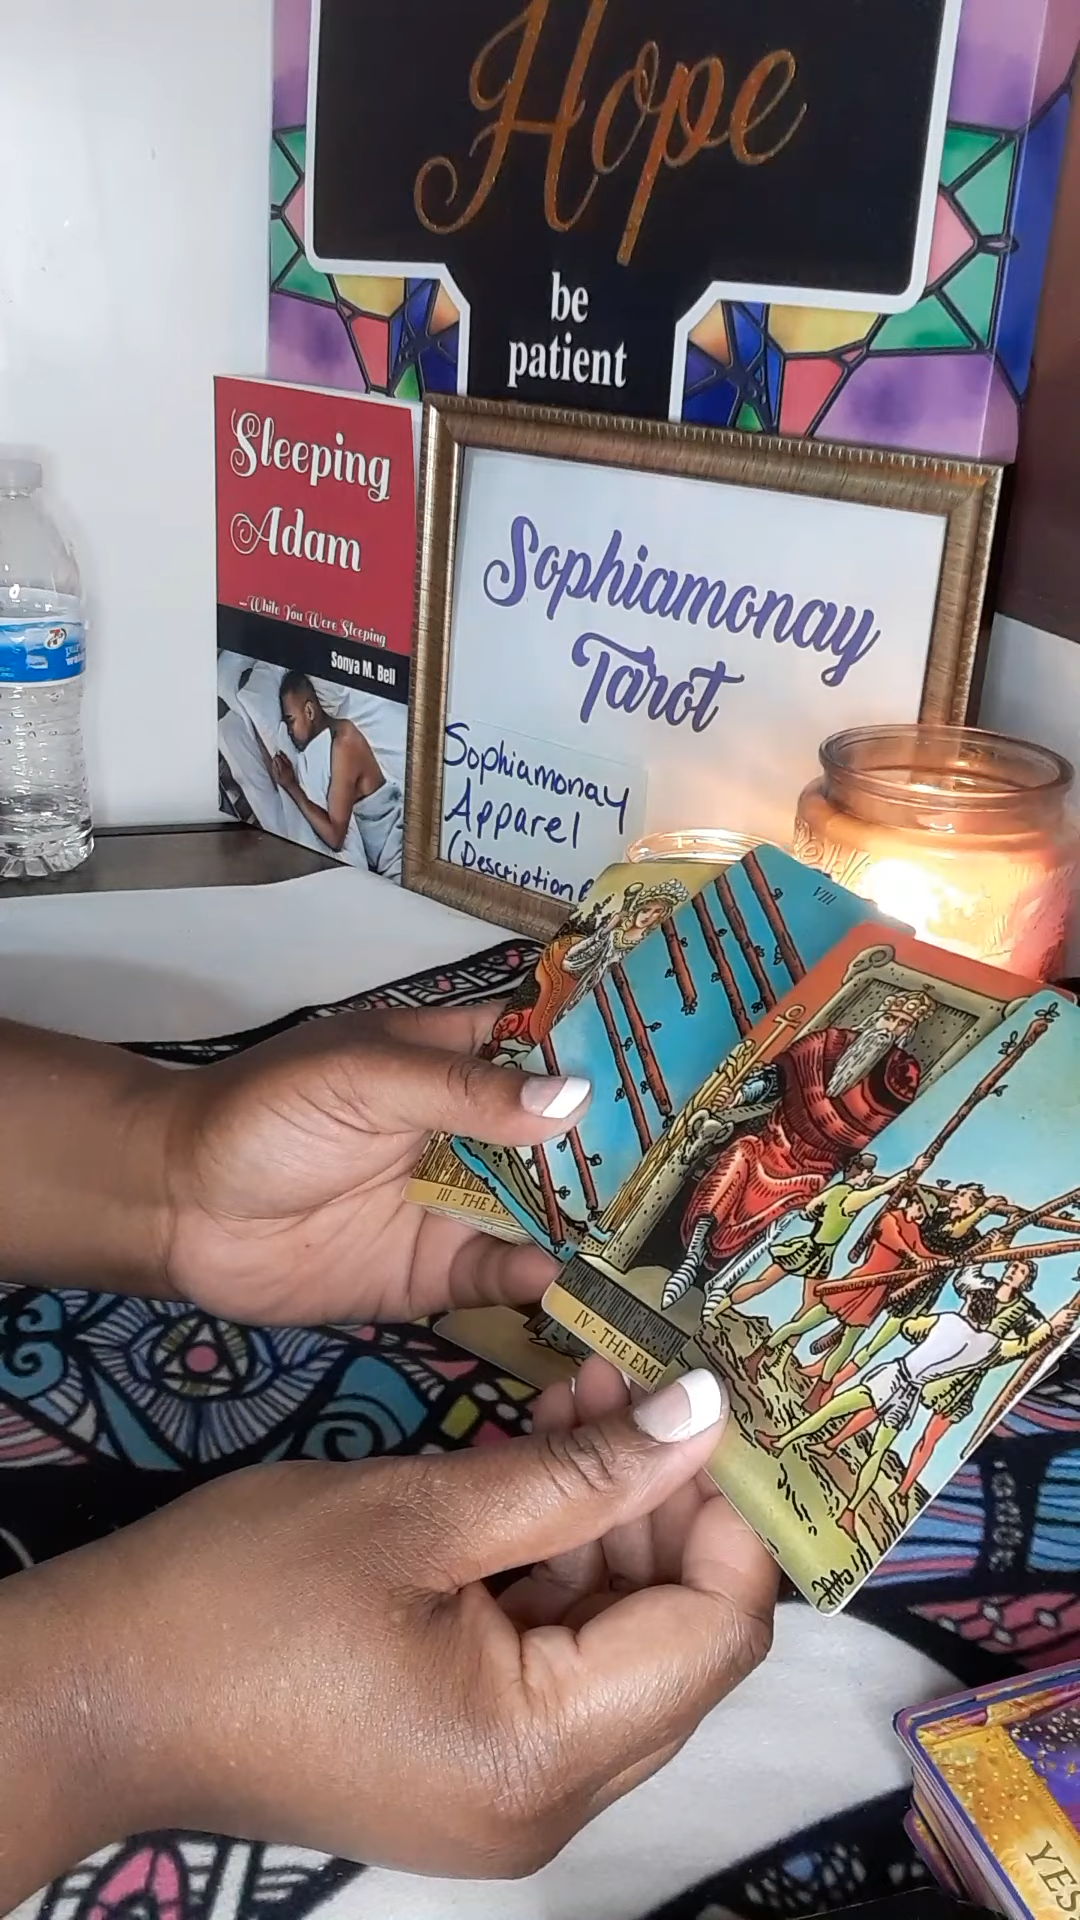 Hope
be
patient
Sleeping
Adam
—While You Were Sleeping
Sonya M. Bell
Sophiamonay
Tarot
Sophiamonay
Apparel
(Description
VIII
III - THE EM
IV - THE EM
YES